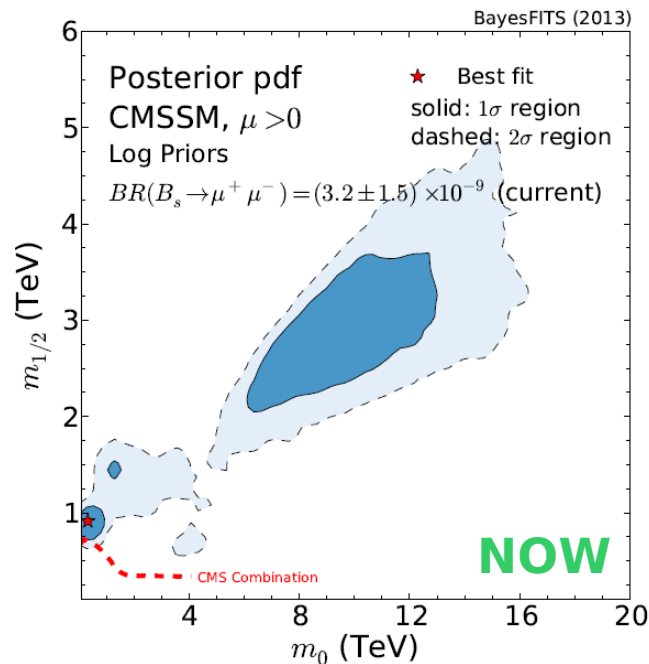 BayesFITS (2013)
Posterior pdf
CMSSM, μ >0
Log Priors
BR(B_s→μ⁺ μ⁻)=(3.2±1.5) ×10⁻⁹ (current)
Best fit
solid: 1σ region
dashed: 2σ region
6
5
4
3
2
1
m_{1/2} (TeV)
CMS Combination
NOW
4
8
12
16
20
m_0 (TeV)